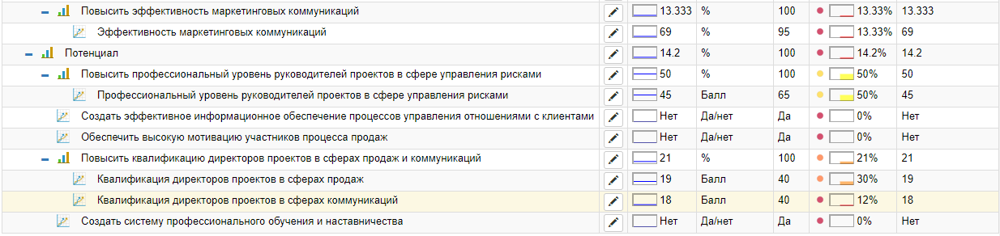 Повысить эффективность маркетинговых коммуникаций 13.333 % 100 13.33% 13.333
Эффективность маркетинговых коммуникаций 69 % 95 13.33% 69
Потенциал 14.2 % 100 14.2% 14.2
Повысить профессиональный уровень руководителей проектов в сфере управления рисками 50 % 100 50% 50
Профессиональный уровень руководителей проектов в сфере управления рисками 45 Балл 65 50% 45
Создать эффективное информационное обеспечение процессов управления отношениями с клиентами Нет Да/нет Да 0% Нет
Обеспечить высокую мотивацию участников процесса продаж Нет Да/нет Да 0% Нет
Повысить квалификацию директоров проектов в сферах продаж и коммуникаций 21 % 100 21% 21
Квалификация директоров проектов в сферах продаж 19 Балл 40 30% 19
Квалификация директоров проектов в сферах коммуникаций 18 Балл 40 12% 18
Создать систему профессионального обучения и наставничества Нет Да/нет Да 0% Нет